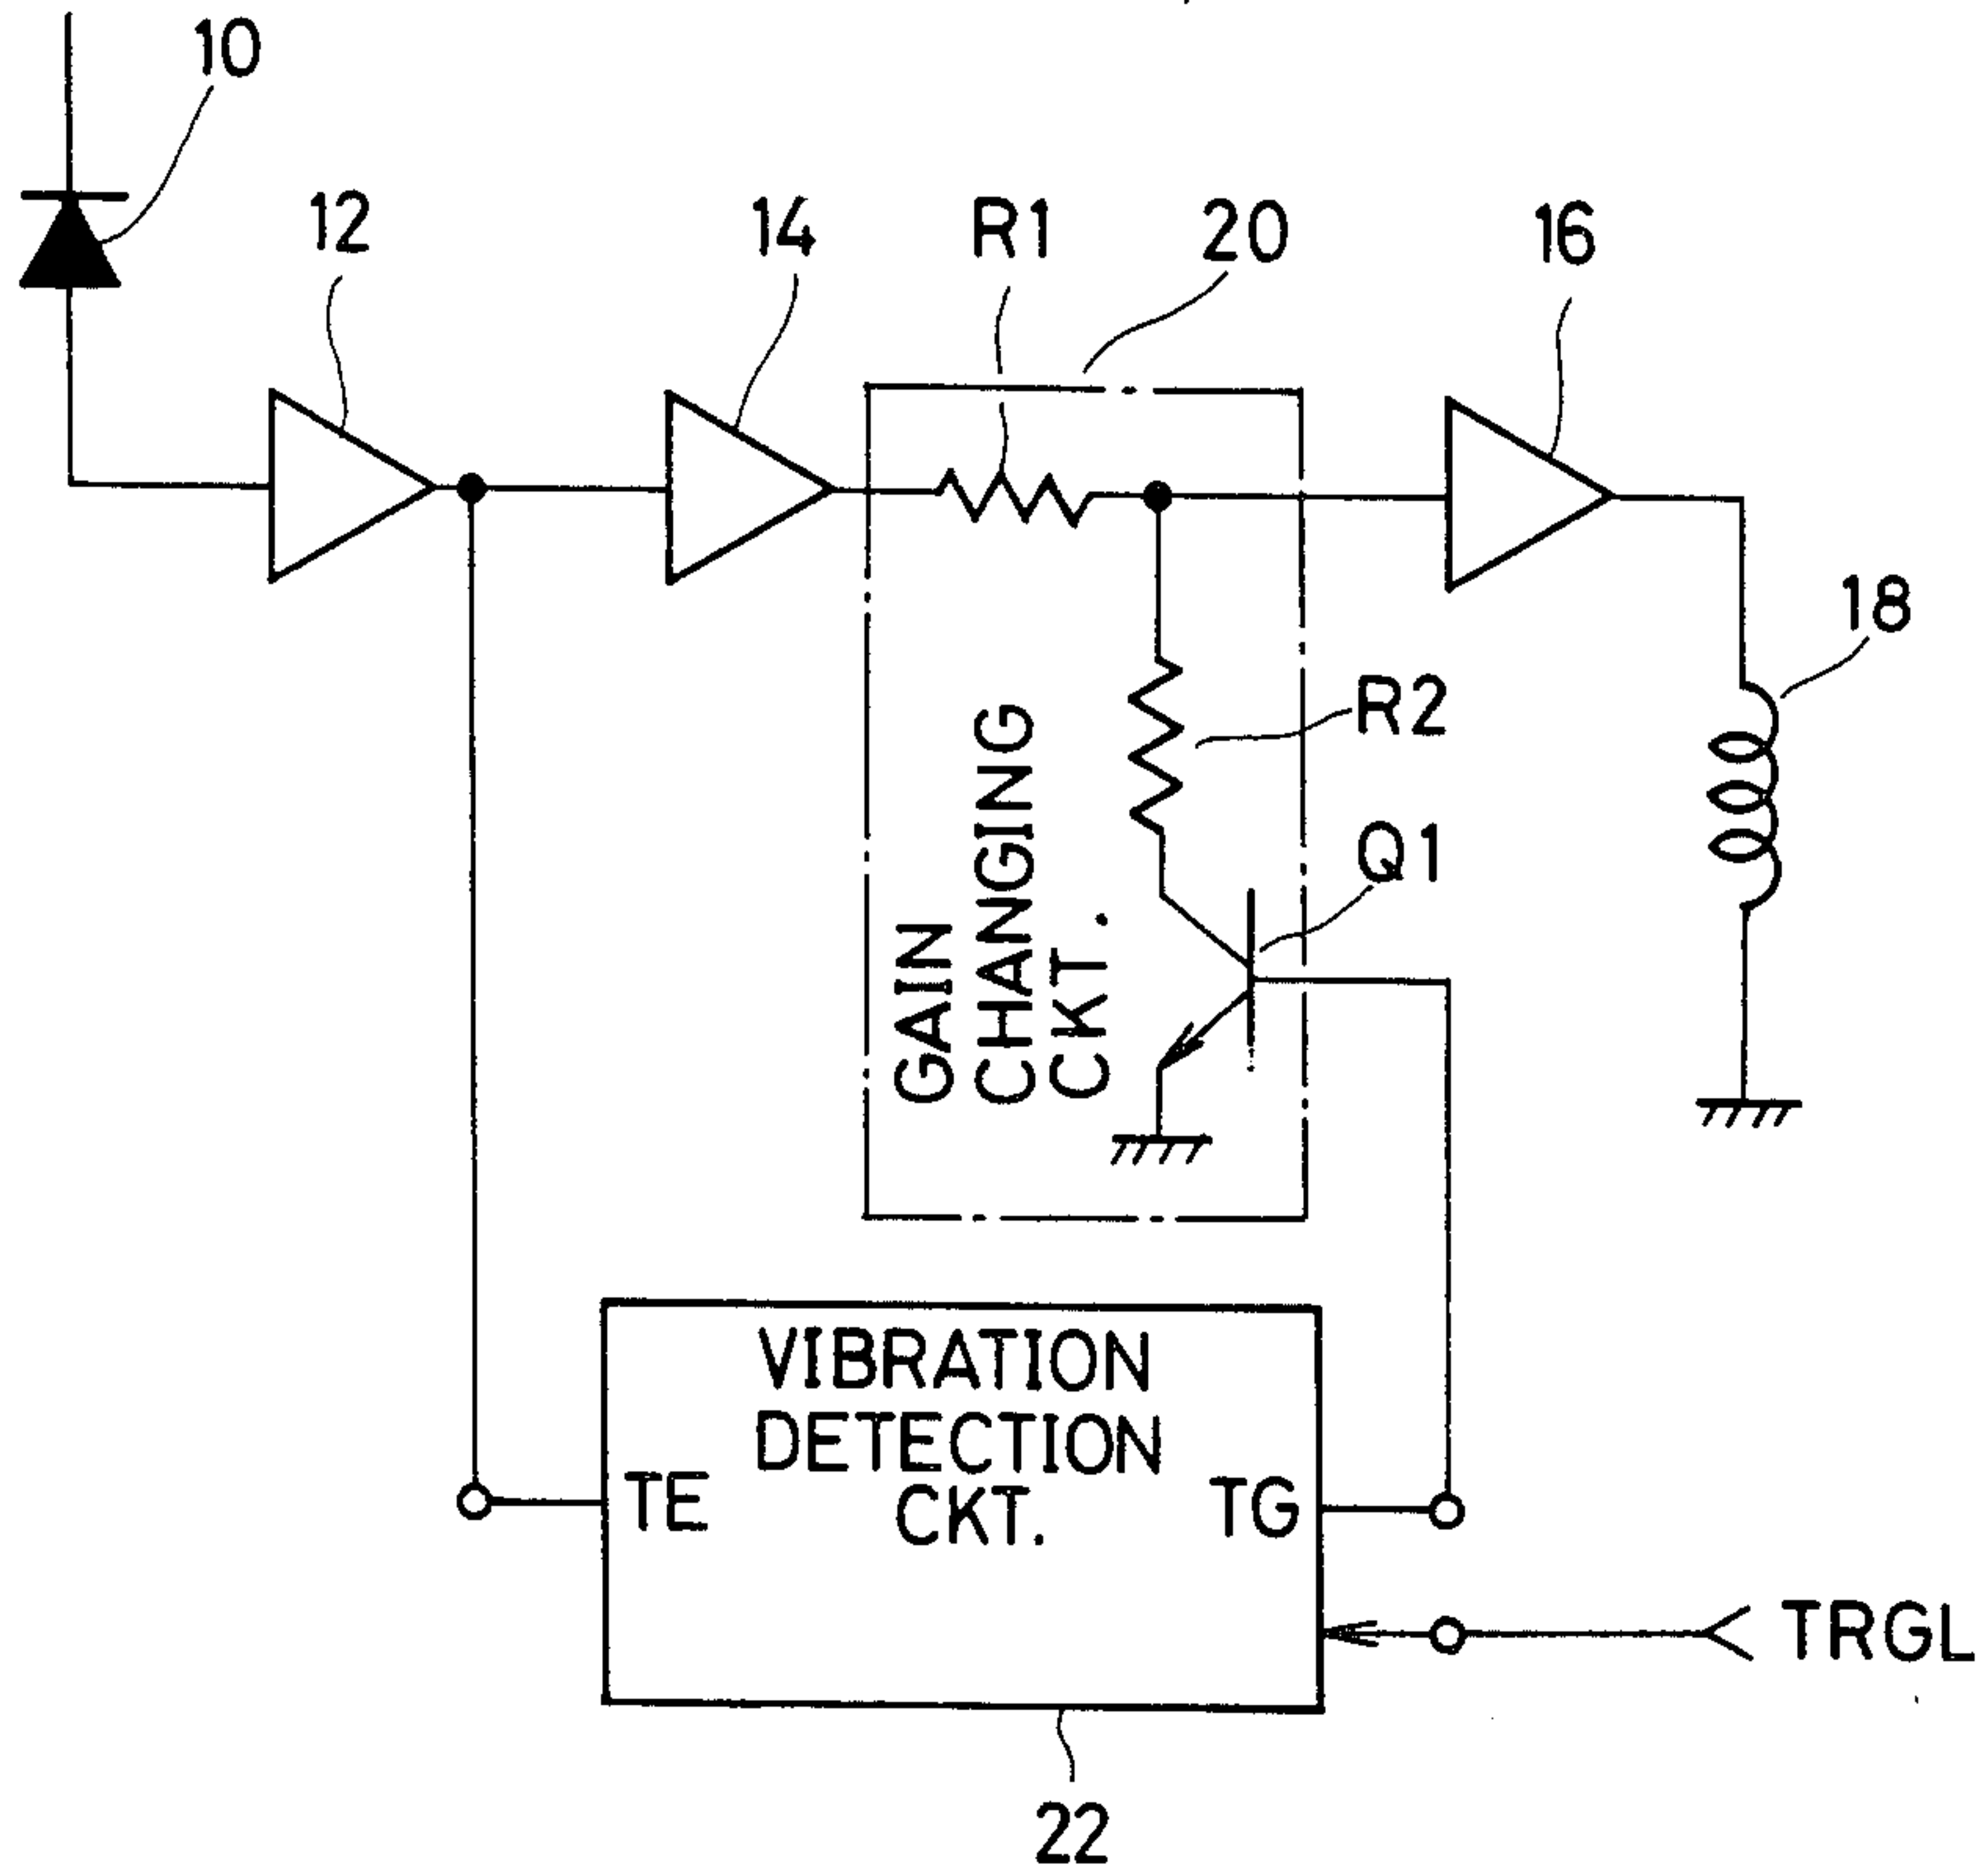 10
12
14
R1
20
16
18
R2
Q1
GAIN
CHANGING
CKT.
VIBRATION
DETECTION
CKT.
TE
TG
TRGL
22